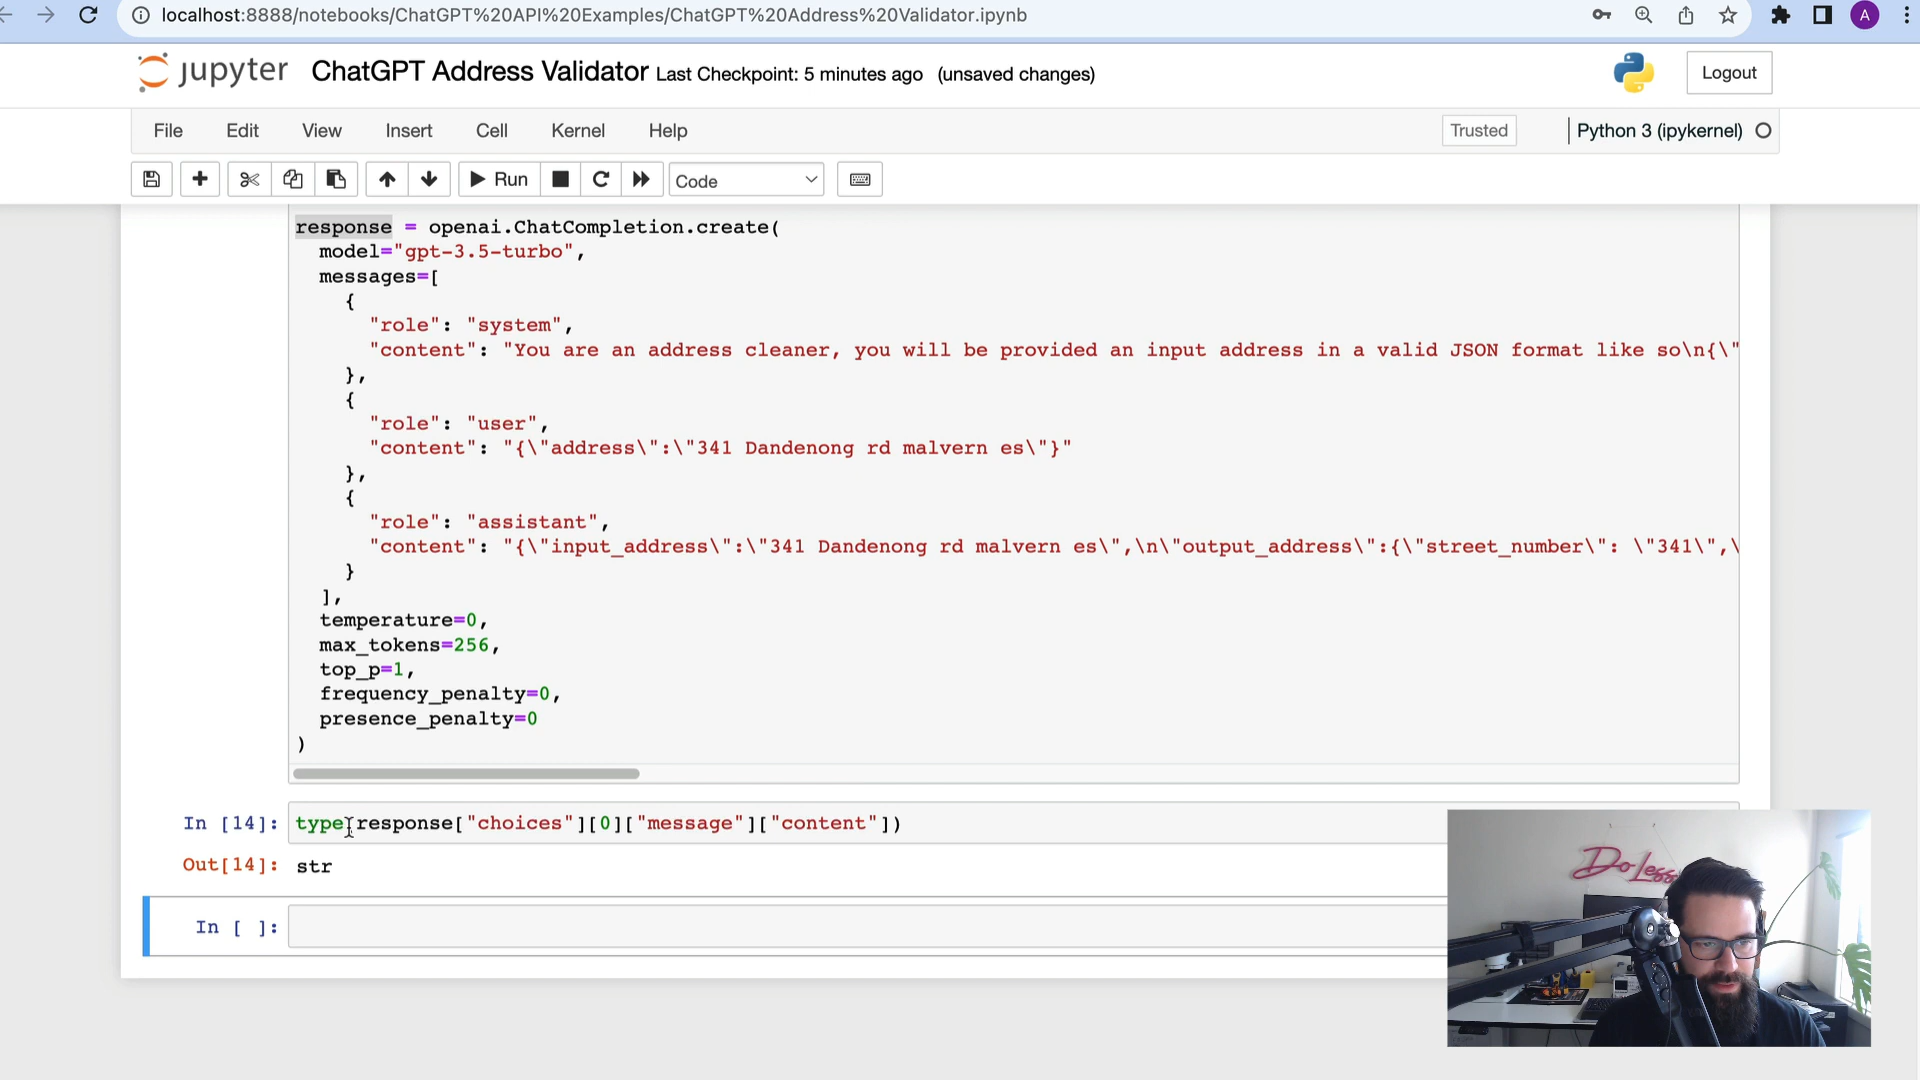 localhost:8888/notebooks/ChatGPT%20API%20Examples/ChatGPT%20Address%20Validator.ipynb
A
jupyter ChatGPT Address Validator Last Checkpoint: 5 minutes ago (unsaved changes)
Logout
File Edit View Insert Cell Kernel Help
Trusted Python 3 (ipykernel)
Run Code
response = openai.ChatCompletion.create(
model="gpt-3.5-turbo",
messages=[
{
"role": "system",
"content": "You are an address cleaner, you will be provided an input address in a valid JSON format like so\n{\"
},
{
"role": "user",
"content": "{\"address\":\"341 Dandenong rd malvern es\"}"
},
{
"role": "assistant",
"content": "{\"input_address\":\"341 Dandenong rd malvern es\",\n\"output_address\":{\"street_number\": \"341\",\
}
],
temperature=0,
max_tokens=256,
top_p=1,
frequency_penalty=0,
presence_penalty=0
)
In [14]: type(response["choices"][0]["message"]["content"])
Out[14]: str
In [ ]:
Do Less